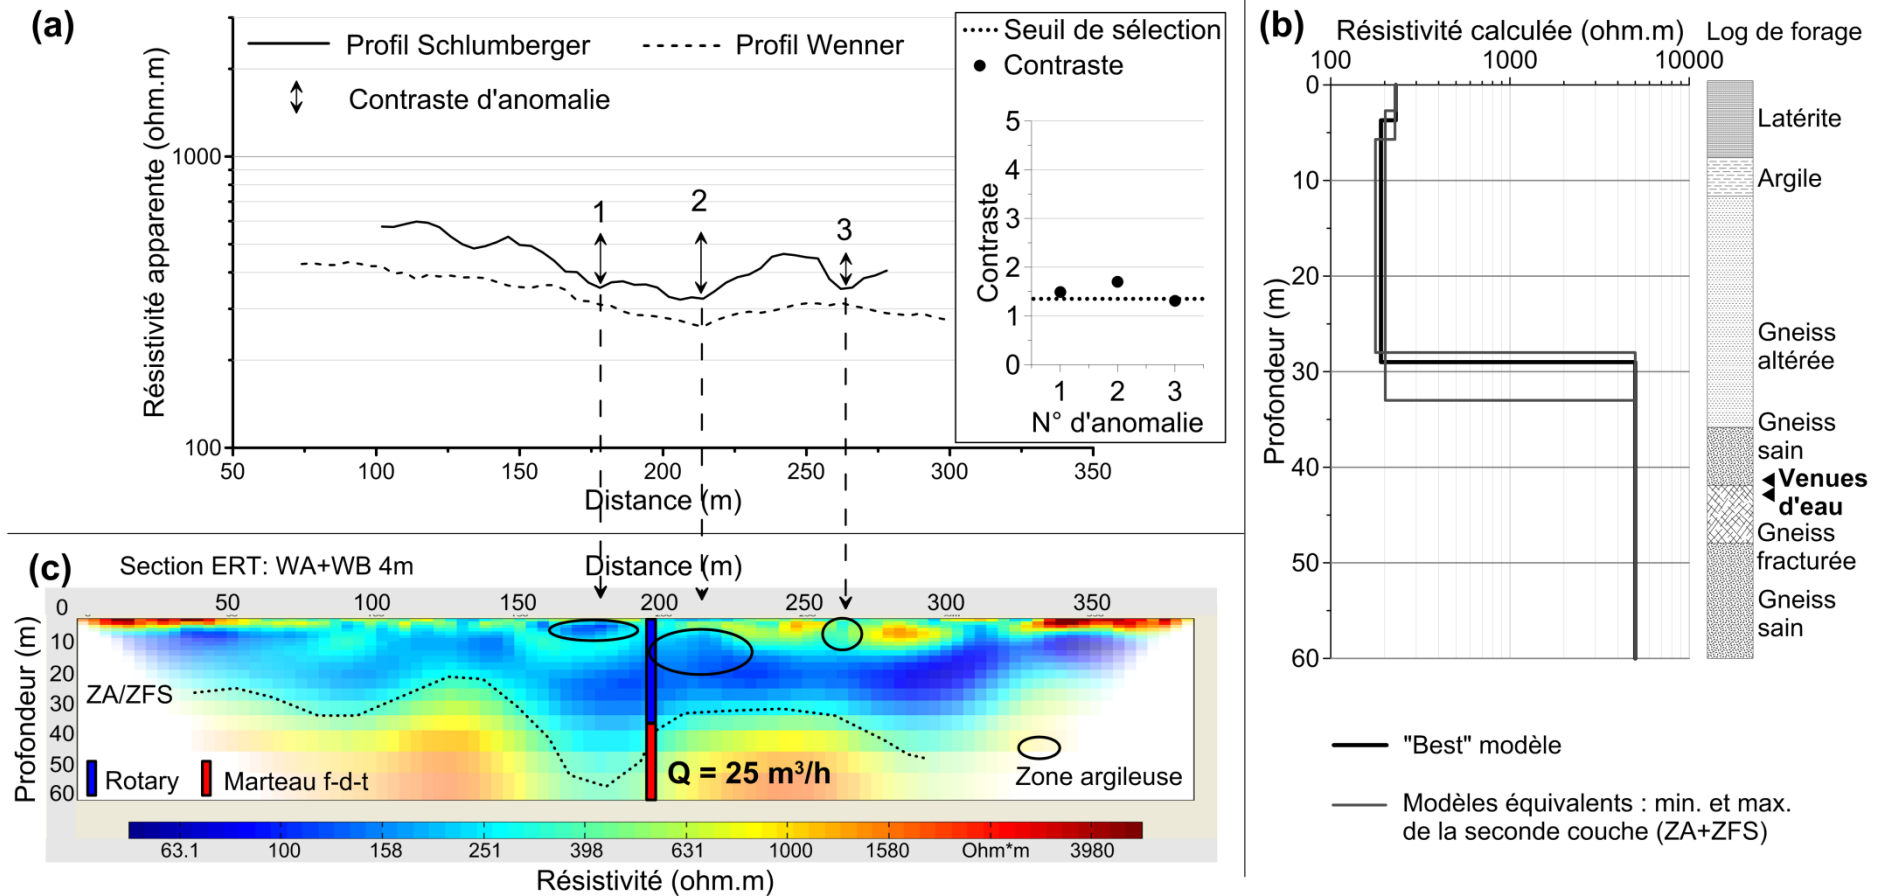 (a)
Profil Schlumberger
Profil Wenner
Contraste d'anomalie
Résistivité apparente (ohm.m)
1000
100
1
2
3
50
100
150
200
250
300
350
Distance (m)
Seuil de sélection
Contraste
Contraste
5
4
3
2
1
0
1
2
3
N° d'anomalie
(b)
Résistivité calculée (ohm.m)
Log de forage
100
1000
10000
Profondeur (m)
0
10
20
30
40
50
60
Latérite
Argile
Gneiss
altérée
Gneiss
sain
Venues
d'eau
Gneiss
fracturée
Gneiss
sain
"Best" modèle
Modèles équivalents : min. et max.
de la seconde couche (ZA+ZFS)
(c)
Section ERT: WA+WB 4m
Distance (m)
50
100
150
200
250
300
350
Profondeur (m)
0
10
20
30
40
50
60
ZA/ZFS
Rotary
Marteau f-d-t
Q = 25 m³/h
Zone argileuse
63.1
100
158
251
398
631
1000
1580
Ohm*m
3980
Résistivité (ohm.m)